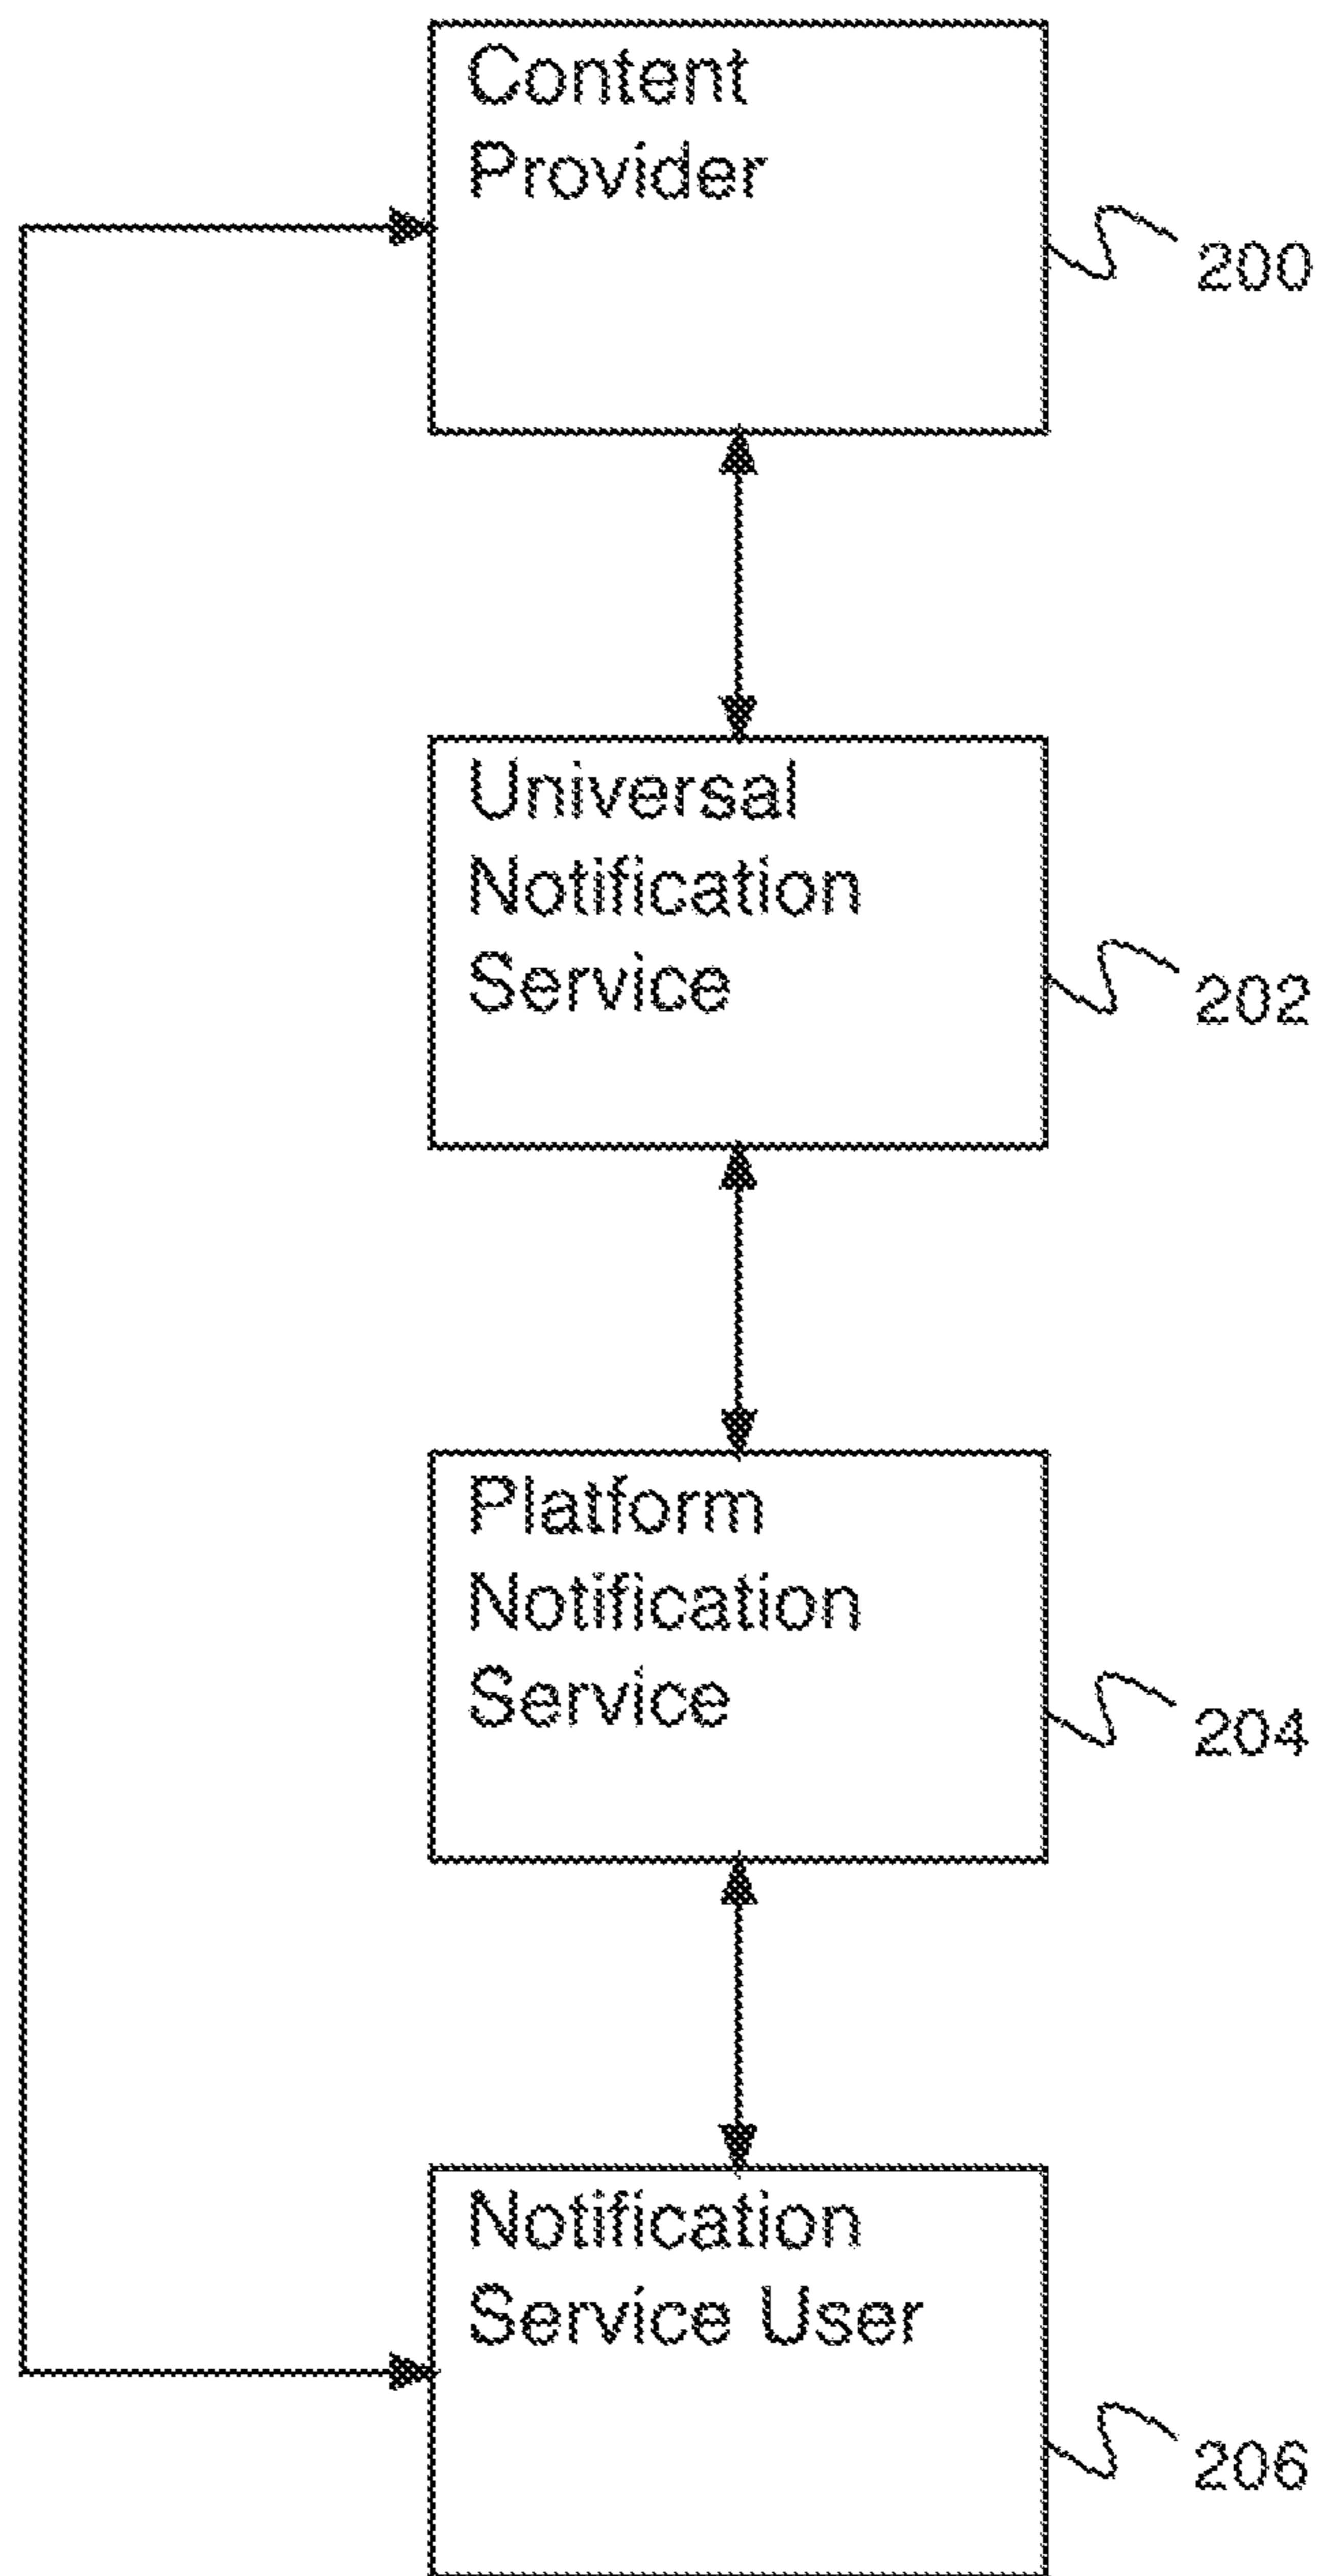 Content
Provider
200
Universal
Notification
Service
202
Platform
Notification
Service
204
Notification
Service User
206